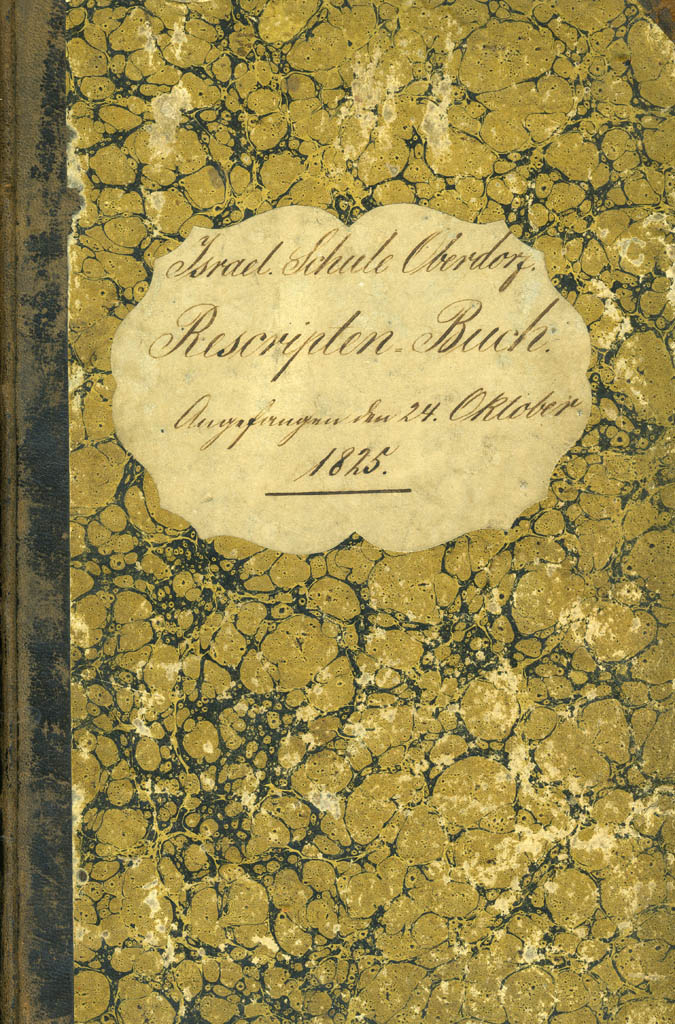 Israel. Schule Oberdorf.
Rescripten-Buch.
Angefangen den 24. Oktober
1825.